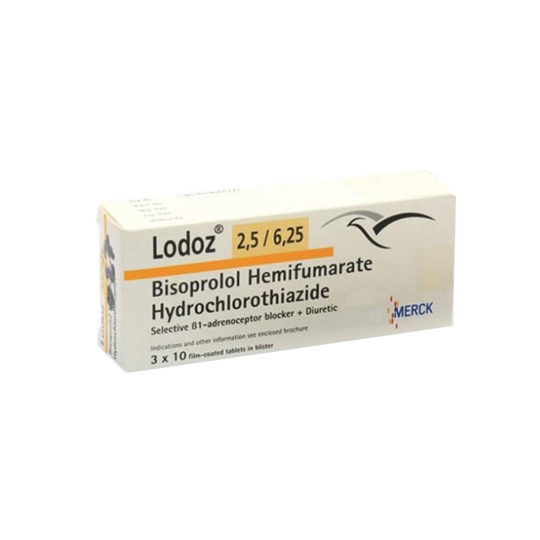 Lodoz® 2,5 / 6,25
Bisoprolol Hemifumarate
Hydrochlorothiazide
Selective ß1-adrenoceptor blocker + Diuretic
Indications and other information see enclosed brochure
3 x 10 film-coated tablets in blister
MERCK